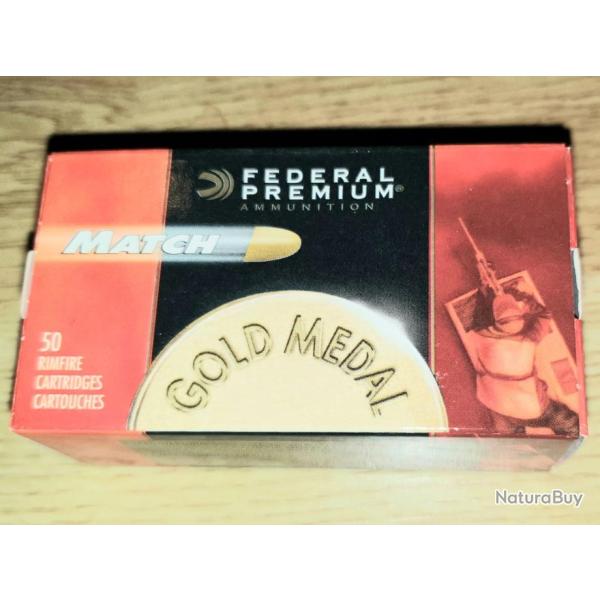 FEDERAL
PREMIUM®
AMMUNITION
MATCH
GOLD MEDAL
50
RIMFIRE
CARTRIDGES
CARTOUCHES
NaturaBuy